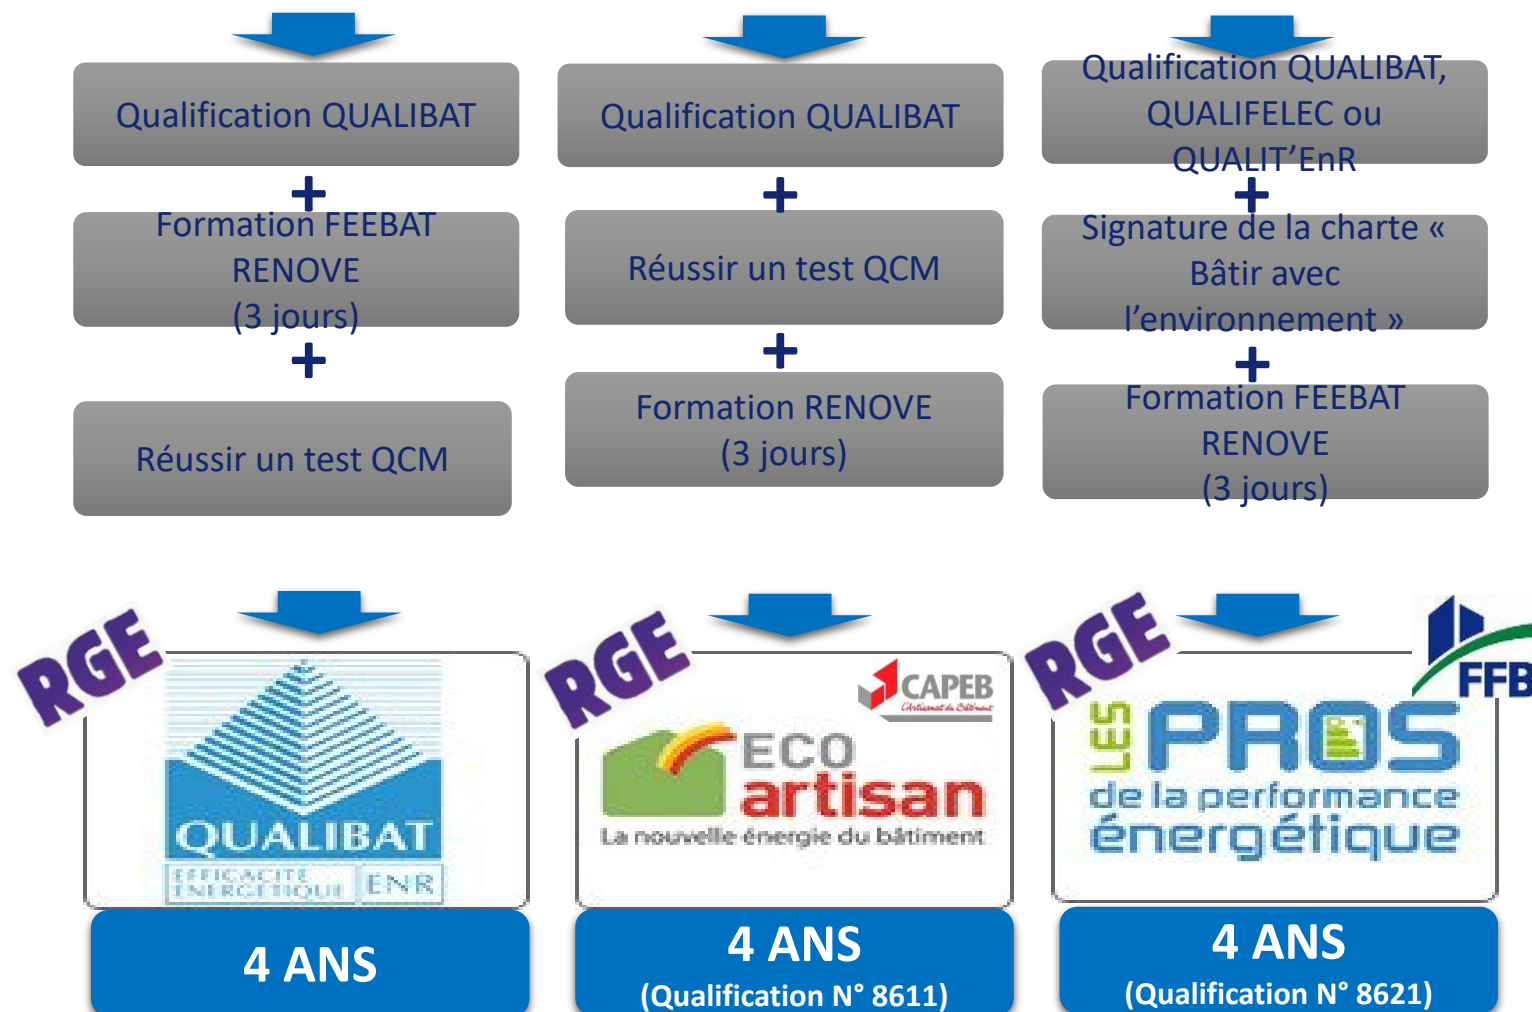 Qualification QUALIBAT
+
Formation FEEBAT
RENOVE
(3 jours)
+
Réussir un test QCM
Qualification QUALIBAT
+
Réussir un test QCM
+
Formation RENOVE
(3 jours)
Qualification QUALIBAT,
QUALIFELEC ou
QUALIT’EnR
+
Signature de la charte «
Bâtir avec
l’environnement »
+
Formation FEEBAT
RENOVE
(3 jours)
RGE
QUALIBAT
EFFICACITÉ
ÉNERGÉTIQUE
ENR
4 ANS
RGE
CAPEB
L'Artisanat du Bâtiment
ECO
artisan
La nouvelle énergie du bâtiment
4 ANS
(Qualification N° 8611)
RGE
FFB
LES PROS
de la performance
énergétique
4 ANS
(Qualification N° 8621)